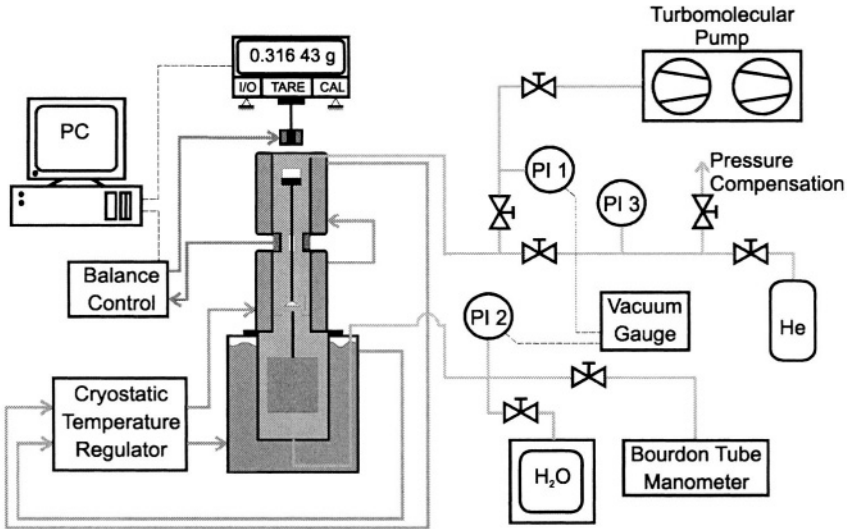 Turbomolecular
Pump
0.316 43 g
I/O TARE CAL
PC
PI 1
Pressure
Compensation
PI 3
Balance
Control
PI 2
Vacuum
Gauge
He
Cryostatic
Temperature
Regulator
H₂O
Bourdon Tube
Manometer